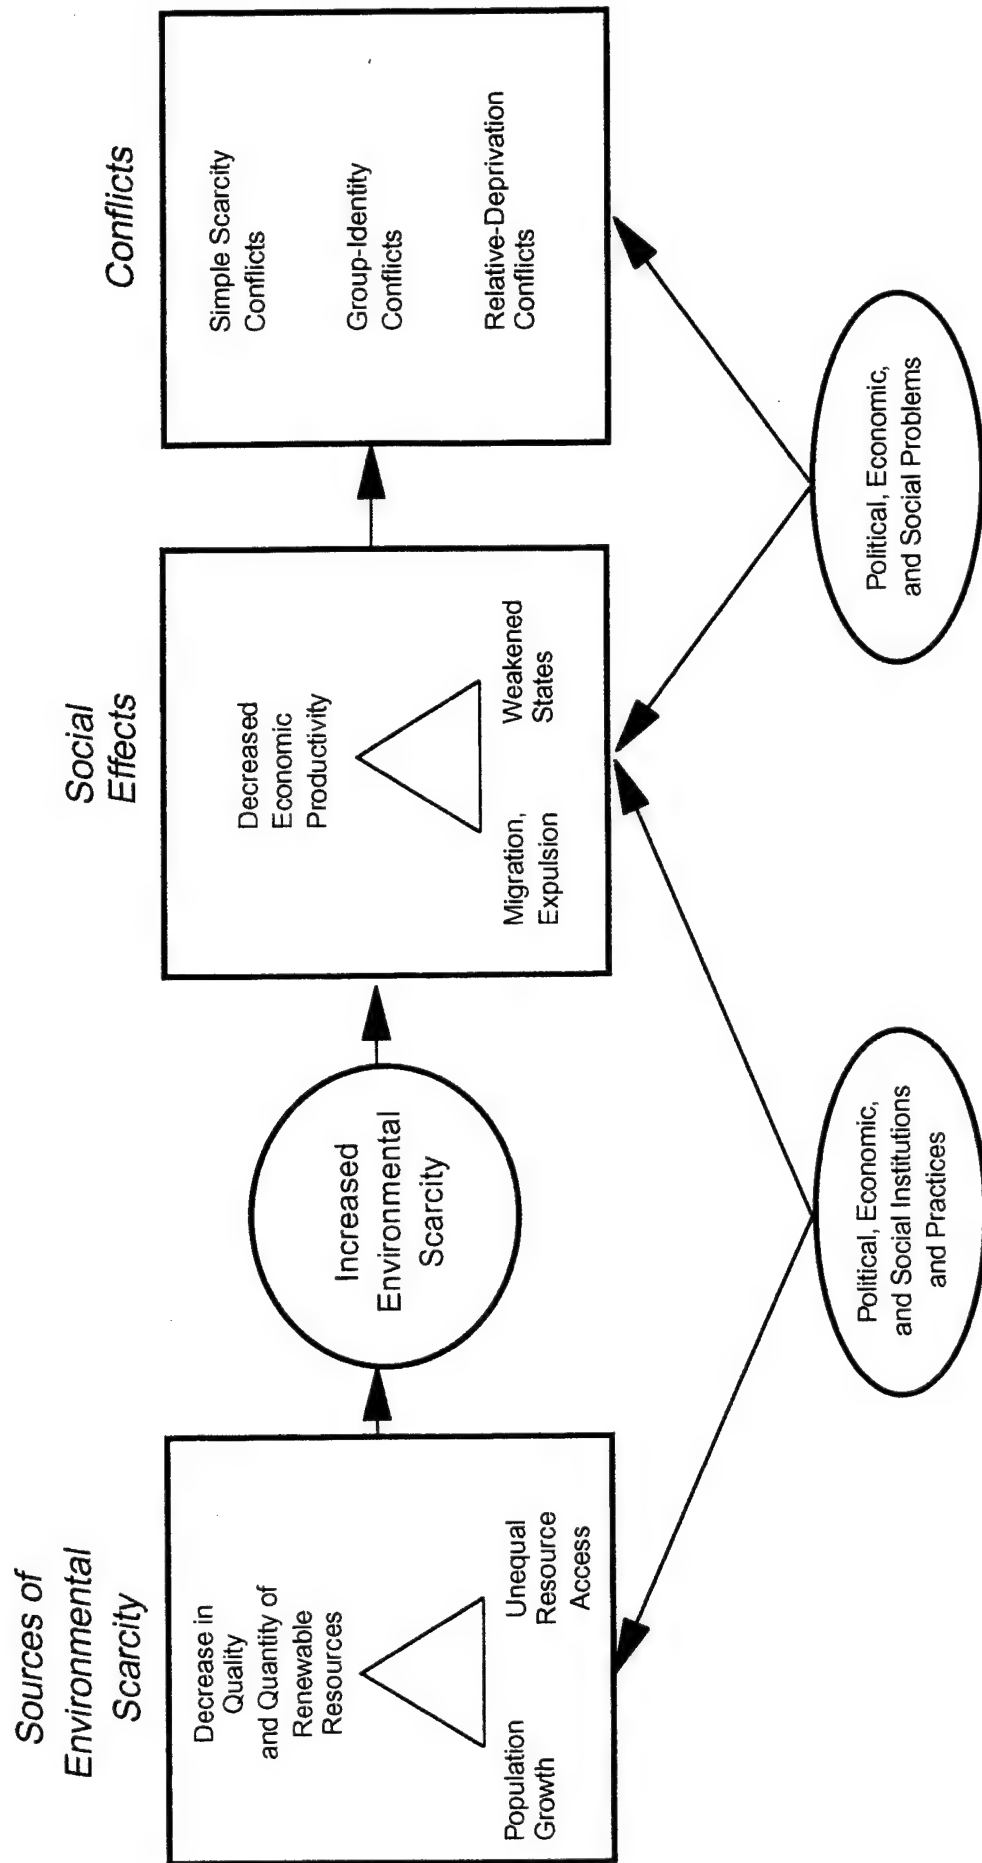 Sources of
Environmental
Scarcity
Decrease in
Quality
and Quantity of
Renewable
Resources
Population
Growth
Unequal
Resource
Access
Increased
Environmental
Scarcity
Social
Effects
Decreased
Economic
Productivity
Migration,
Expulsion
Weakened
States
Conflicts
Simple Scarcity
Conflicts
Group-Identity
Conflicts
Relative-Deprivation
Conflicts
Political, Economic,
and Social Institutions
and Practices
Political, Economic,
and Social Problems